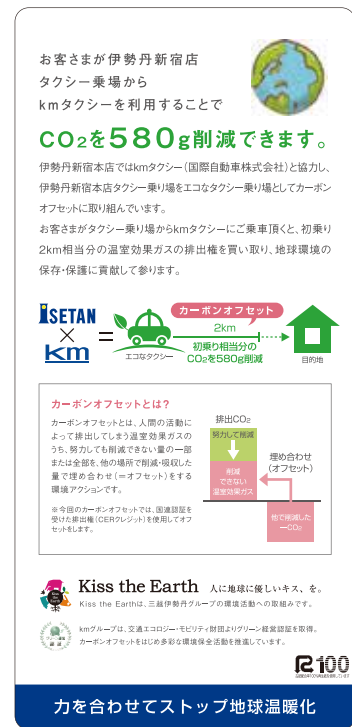 お客さまが伊勢丹新宿店
タクシー乗場から
kmタクシーを利用することで
CO₂を580g削減できます。
伊勢丹新宿本店ではkmタクシー(国際自動車株式会社)と協力し、
伊勢丹新宿本店タクシー乗り場をエコなタクシー乗り場としてカーボン
オフセットに取り組んでいます。
お客さまがタクシー乗り場からkmタクシーにご乗車頂くと、初乗り
2km相当分の温室効果ガスの排出権を買い取り、地球環境の
保存・保護に貢献して参ります。
ISETAN
×
km
=
エコなタクシー
カーボンオフセット
2km
初乗り相当分の
CO₂を580g削減
目的地
カーボンオフセットとは?
カーボンオフセットとは、人間の活動に
よって排出してしまう温室効果ガスの
うち、努力しても削減できない量の一部
または全部を、他の場所で削減・吸収した
量で埋め合わせ(=オフセット)をする
環境アクションです。
※今回のカーボンオフセットでは、国連認証を
受けた排出権(CERクレジット)を使用してオフ
セットをします。
排出CO₂
努力して削減
削減
できない
温室効果ガス
埋め合わせ
(オフセット)
他で削減した
ーCO₂
Kiss the Earth 人に地球に優しいキス、を。
Kiss the Earthは、三越伊勢丹グループの環境活動への取組みです。
kmグループは、交通エコロジー・モビリティ財団よりグリーン経営認証を取得。
カーボンオフセットをはじめ多彩な環境保全活動を推進しています。
R100
力を合わせてストップ地球温暖化